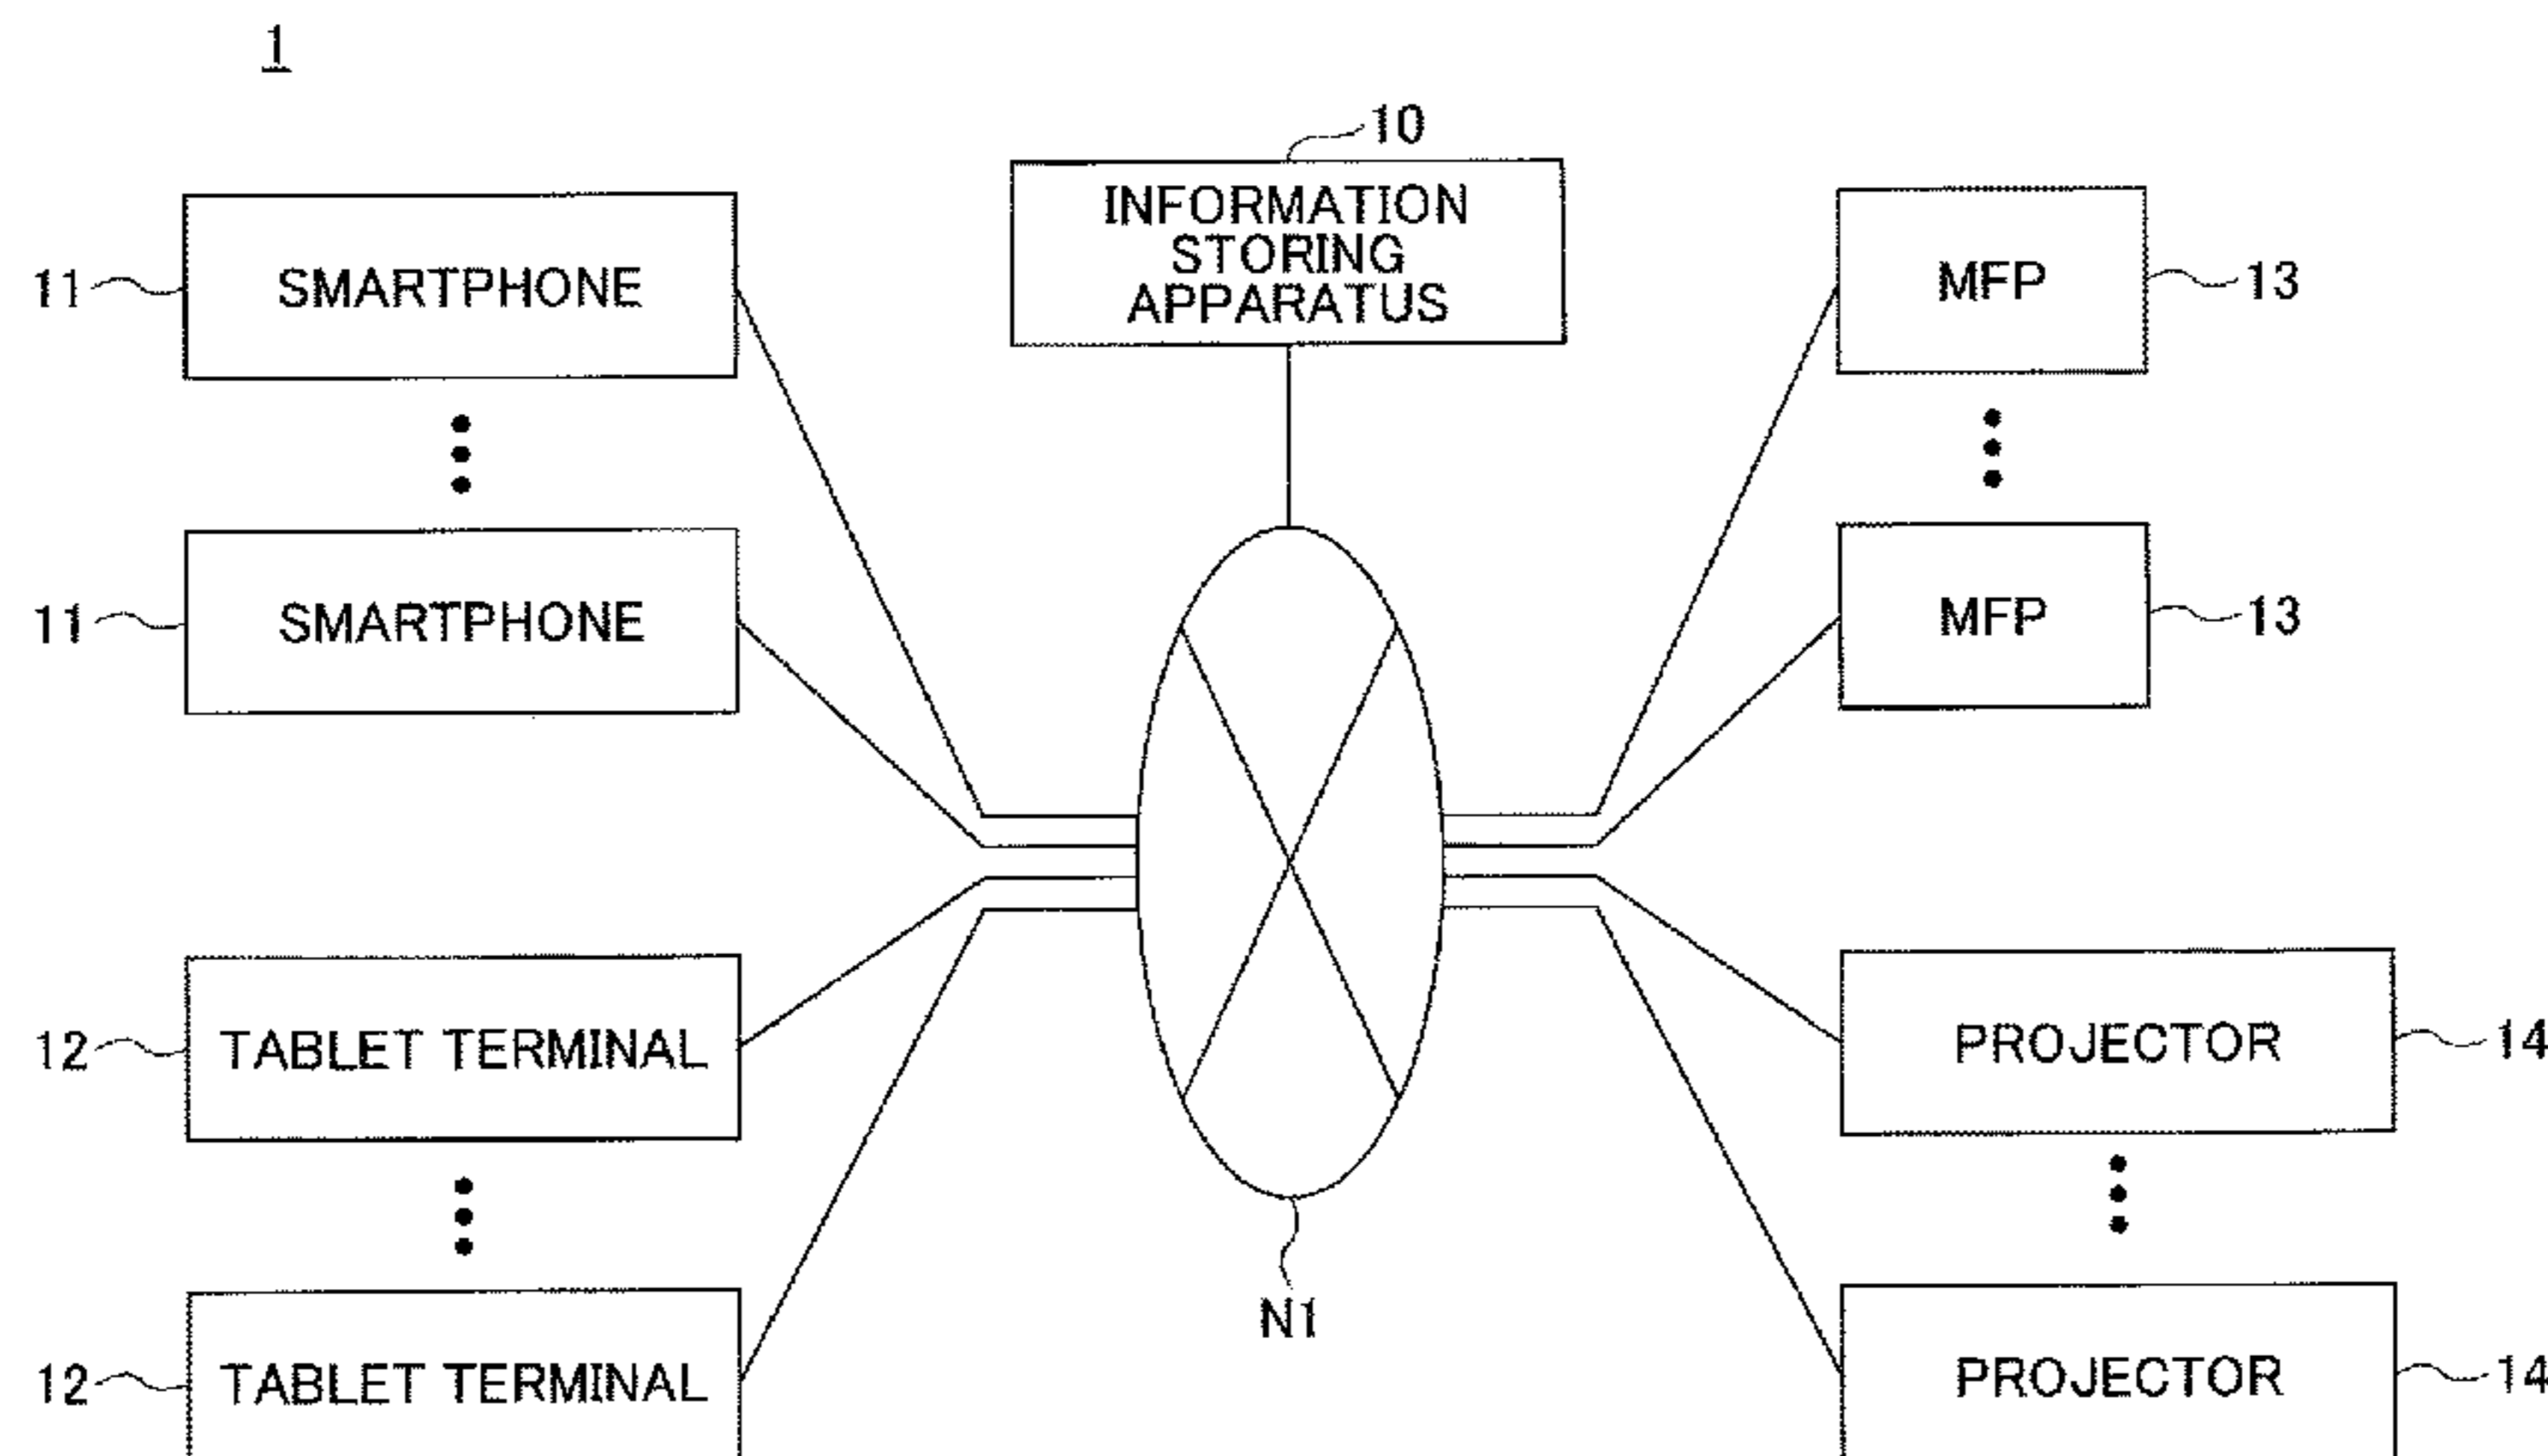 1
10
INFORMATION
STORING
APPARATUS
11
SMARTPHONE
MFP
13
11
SMARTPHONE
MFP
13
12
TABLET TERMINAL
PROJECTOR
14
N1
12
TABLET TERMINAL
PROJECTOR
14